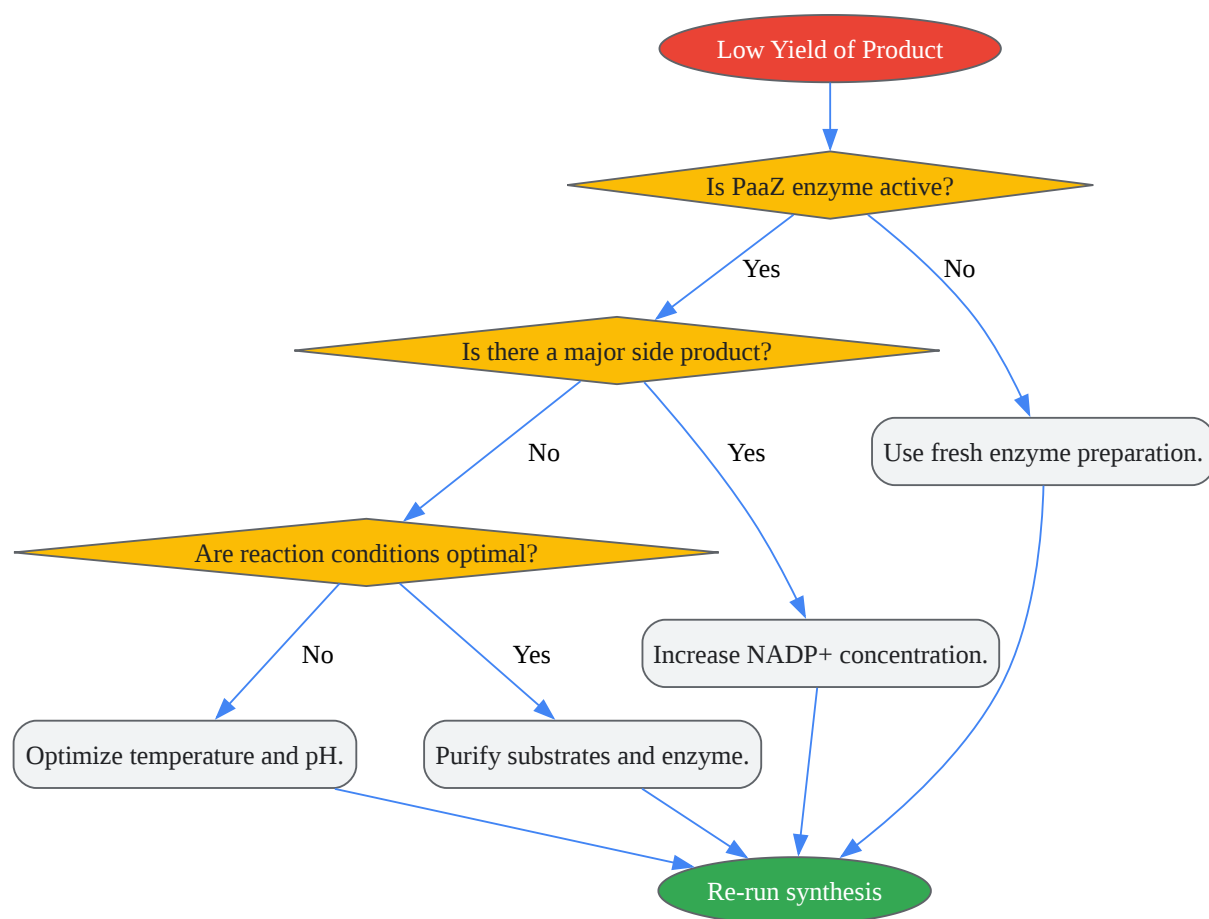 Low Yield of Product
Is PaaZ enzyme active?
Yes
No
Is there a major side product?
Use fresh enzyme preparation.
No
Yes
Are reaction conditions optimal?
Increase NADP+ concentration.
No
Yes
Optimize temperature and pH.
Purify substrates and enzyme.
Re-run synthesis